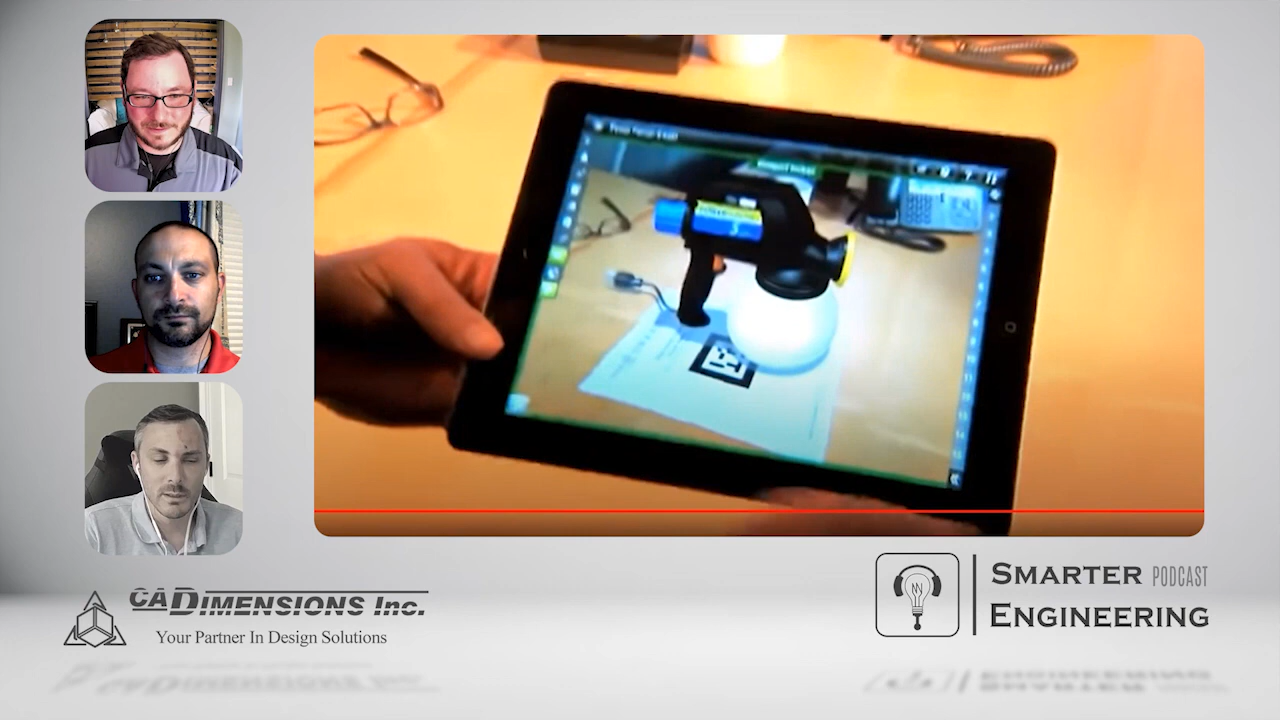 CADIMENSIONS Inc.
Your Partner In Design Solutions
SMARTER PODCAST
ENGINEERING